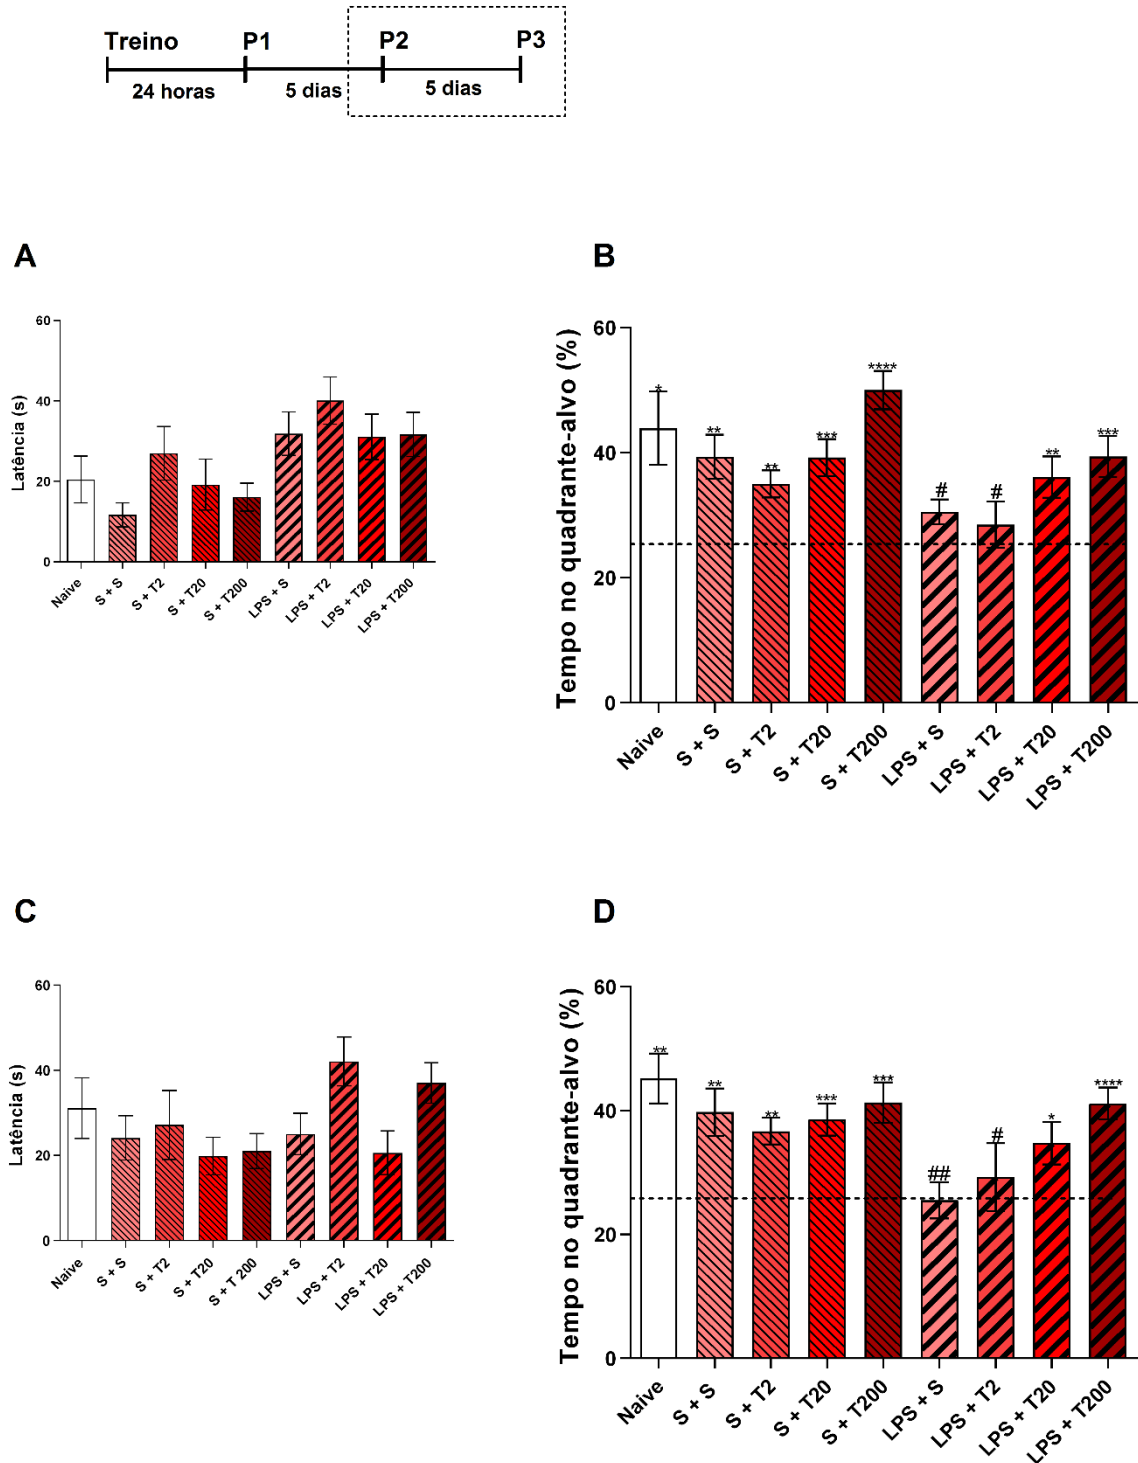 Treino P1 P2 P3
24 horas 5 dias 5 dias
A
Latência (s)
60
40
20
0
Naive
S + S
S + T2
S + T20
S + T200
LPS + S
LPS + T2
LPS + T20
LPS + T200
B
Tempo no quadrante-alvo (%)
60
40
20
0
*
**
**
***
****
#
#
**
***
Naive
S + S
S + T2
S + T20
S + T200
LPS + S
LPS + T2
LPS + T20
LPS + T200
C
Latência (s)
60
40
20
0
Naive
S + S
S + T2
S + T20
S + T 200
LPS + S
LPS + T2
LPS + T20
LPS + T200
D
Tempo no quadrante-alvo (%)
60
40
20
0
**
**
**
***
***
##
#
*
****
Naive
S + S
S + T2
S + T20
S + T200
LPS + S
LPS + T2
LPS + T20
LPS + T200